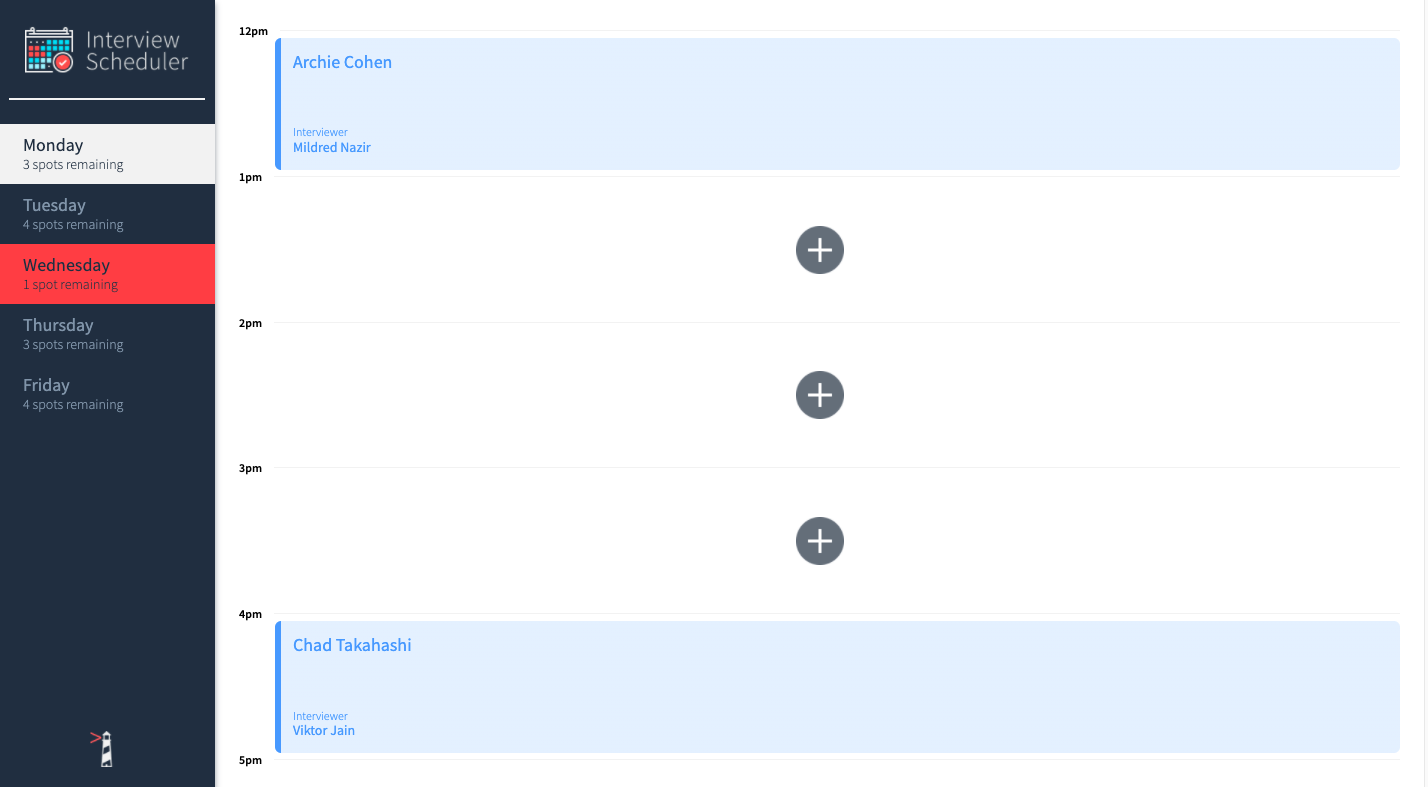 Interview
Scheduler
Monday
3 spots remaining
Tuesday
4 spots remaining
Wednesday
1 spot remaining
Thursday
3 spots remaining
Friday
4 spots remaining
>
12pm
Archie Cohen
Interviewer
Mildred Nazir
1pm
2pm
3pm
4pm
Chad Takahashi
Interviewer
Viktor Jain
5pm